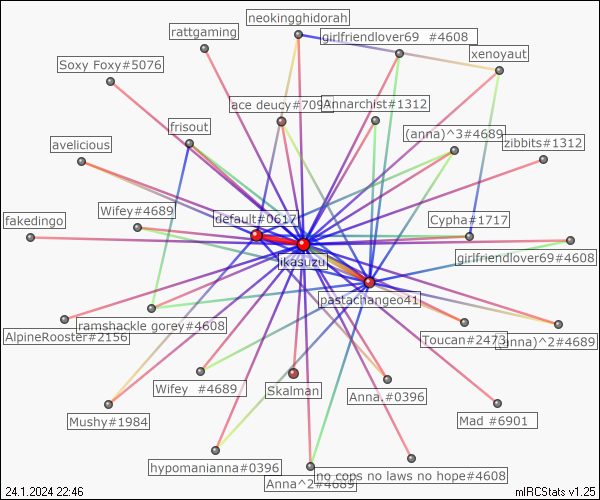 neokingghidorah
rattgaming
girlfriendlover69 #4608
xenoyaut
Soxy Foxy#5076
ace deucy#709
Annarchist#1312
frisout
(anna)^3#4689
zibbits#1312
avelicious
Wifey#4689
default#0617
Cypha#1717
fakedingo
ikasuzu
girlfriendlover69#4608
pastachangeo41
AlpineRooster#2156
ramshackle gorey#4608
Toucan#2473
(anna)^2#4689
Wifey #4689
Skalman
Anna.#0396
Mushy#1984
Mad #6901
hypomanianna#0396
no cops no laws no hope#4608
Anna^2#4689
24.1.2024 22:46
mIRCStats v1.25